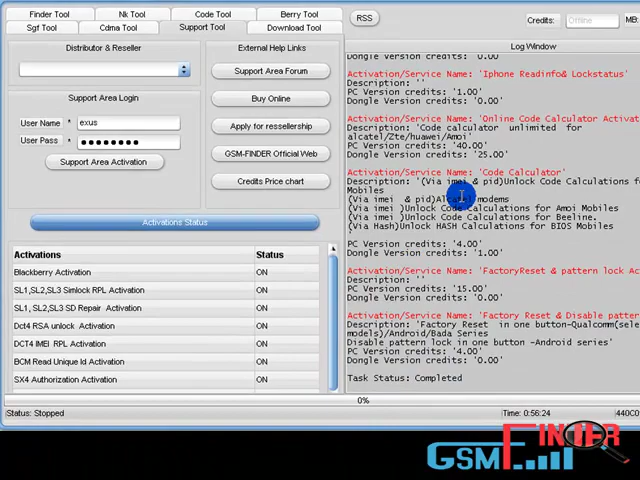 Finder Tool
Nk Tool
Code Tool
Berry Tool
Sgf Tool
Cdma Tool
Support Tool
Download Tool
RSS
Credits:
Offline
MB:
Distributor & Reseller
Support Area Login
User Name * exus
User Pass *
Support Area Activation
External Help Links
Support Area Forum
Buy Online
Apply for ressellership
GSM-FINDER Official Web
Credits Price chart
Activations Status
Activations Status
Blackberry Activation ON
SL1,SL2,SL3 Simlock RPL Activation ON
SL1, SL2,SL3 SD Repair Activation ON
Dct4 RSA unlock Activation ON
DCT4 IMEI RPL Activation ON
BCM Read Unique Id Activation ON
SX4 Authorization Activation ON
Log Window
Dongle Version credits: '0.00'
Activation/Service Name: 'Iphone Readinfo& Lockstatus'
Description: ''
PC Version credits: '1.00'
Dongle Version credits: '0.00'
Activation/Service Name: 'Online Code Calculator Activat
Description: 'Code calculator unlimited for
alcatel/Zte/huawei/Amoi'
PC Version credits: '40.00'
Dongle Version credits: '25.00'
Activation/Service Name: 'Code Calculator'
Description: '(Via imei & pid)Unlock Code Calculations fo
Mobiles
(Via imei & pid)Alcatel modems
(Via imei )Unlock Code Calculations for Amoi Mobiles
(Via imei )Unlock Code Calculations for Beeline.
(Via Hash)Unlock HASH Calculations for BIOS Mobiles
'
PC Version credits: '4.00'
Dongle Version credits: '1.00'
Activation/Service Name: 'FactoryReset & pattern lock Ac
Description: ''
PC Version credits: '15.00'
Dongle Version credits: '0.00'
Activation/Service Name: 'Factory Reset & Disable patter
Description: 'Factory Reset in one button-Qualcomm(sele
models)/Android/Bada Series
Disable pattern lock in one button -Android series'
PC Version credits: '4.00'
Dongle Version credits: '0.00'
Task Status: Completed
0%
Status: Stopped
Time: 0:56:24
440C0
GSM FINDER